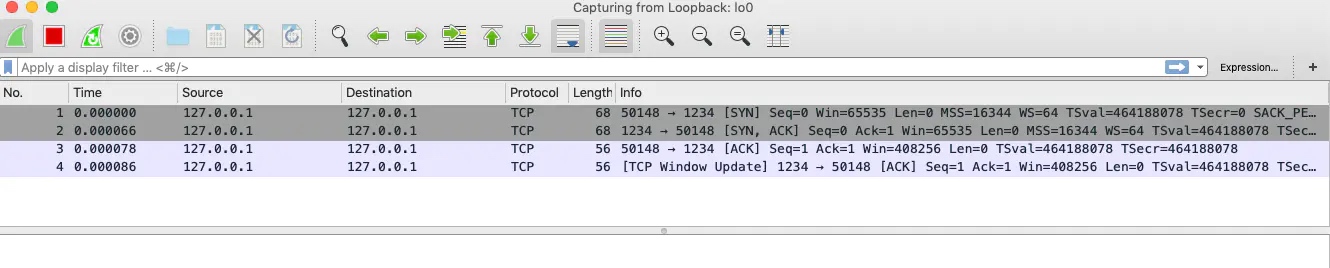 Capturing from Loopback: lo0
Apply a display filter ... <⌘/>
Expression...
+
No. Time Source Destination Protocol Length Info
1 0.000000 127.0.0.1 127.0.0.1 TCP 68 50148 → 1234 [SYN] Seq=0 Win=65535 Len=0 MSS=16344 WS=64 TSval=464188078 TSecr=0 SACK_PE…
2 0.000066 127.0.0.1 127.0.0.1 TCP 68 1234 → 50148 [SYN, ACK] Seq=0 Ack=1 Win=65535 Len=0 MSS=16344 WS=64 TSval=464188078 TSec…
3 0.000078 127.0.0.1 127.0.0.1 TCP 56 50148 → 1234 [ACK] Seq=1 Ack=1 Win=408256 Len=0 TSval=464188078 TSecr=464188078
4 0.000086 127.0.0.1 127.0.0.1 TCP 56 [TCP Window Update] 1234 → 50148 [ACK] Seq=1 Ack=1 Win=408256 Len=0 TSval=464188078 TSec…